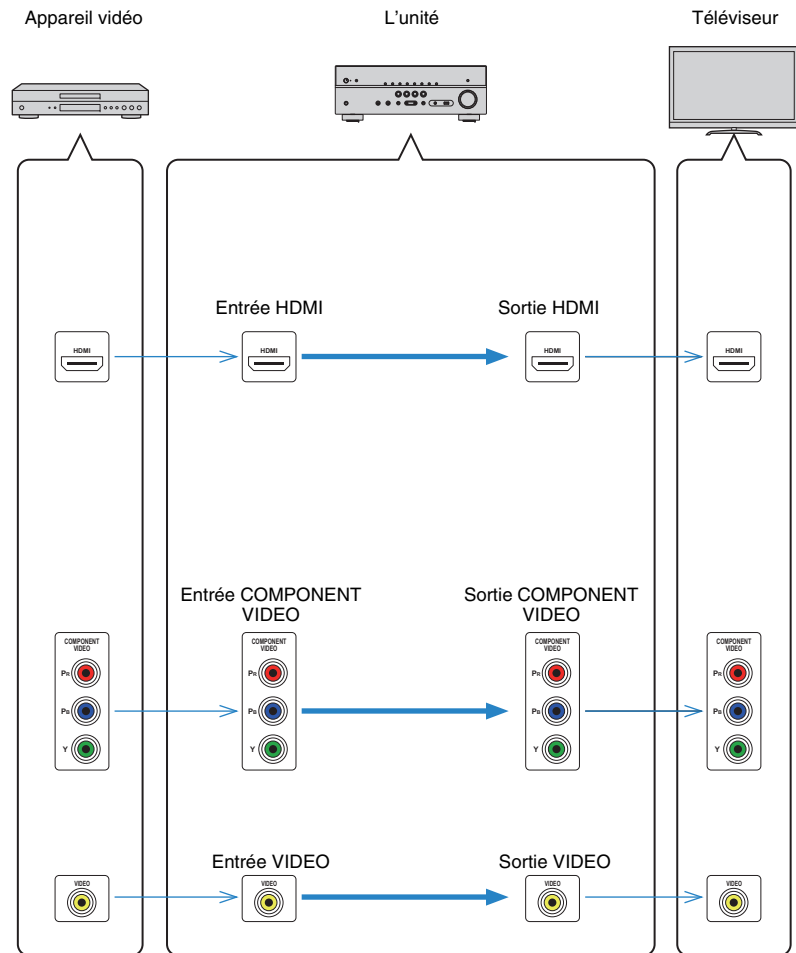 Appareil vidéo
L'unité
Téléviseur
Entrée HDMI
Sortie HDMI
HDMI
HDMI
HDMI
HDMI
Entrée COMPONENT
VIDEO
Sortie COMPONENT
VIDEO
COMPONENT
VIDEO
PR
PB
Y
COMPONENT
VIDEO
PR
PB
Y
COMPONENT
VIDEO
PR
PB
Y
COMPONENT
VIDEO
PR
PB
Y
Entrée VIDEO
Sortie VIDEO
VIDEO
VIDEO
VIDEO
VIDEO